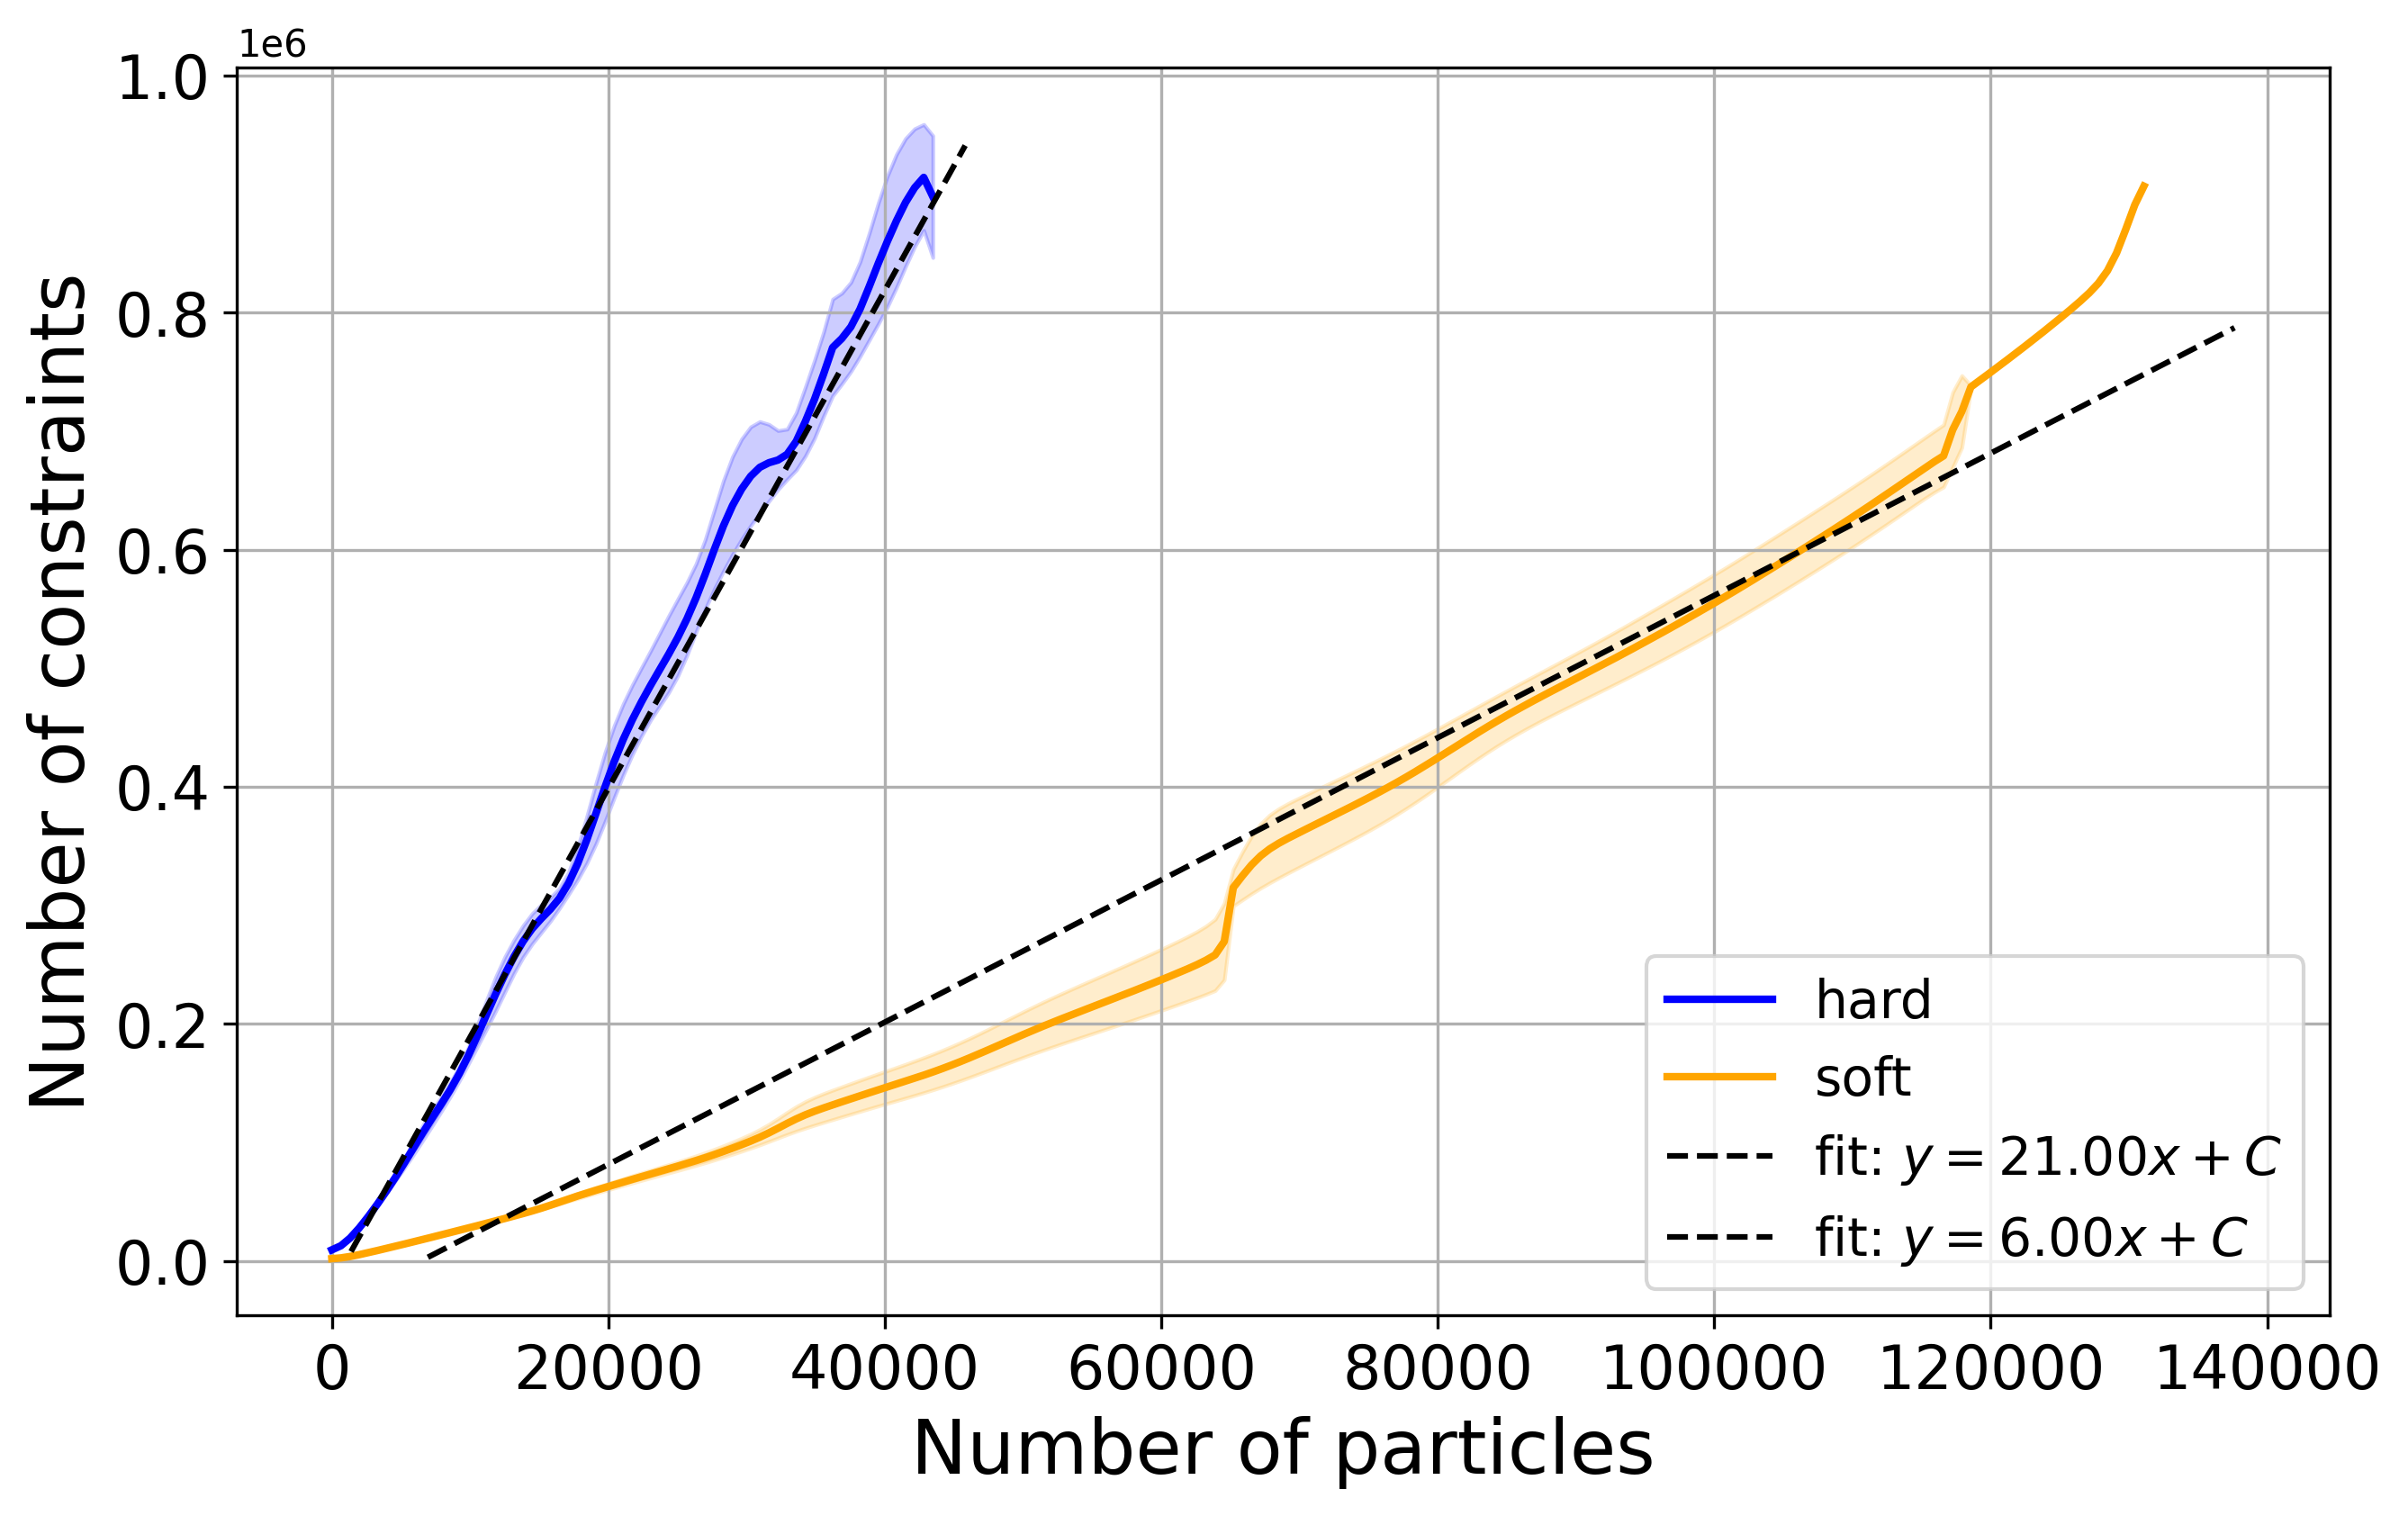 1e6
1.0
0.8
0.6
0.4
0.2
0.0
Number of constraints
hard
soft
fit: y = 21.00x + C
fit: y = 6.00x + C
0 20000 40000 60000 80000 100000 120000 140000
Number of particles